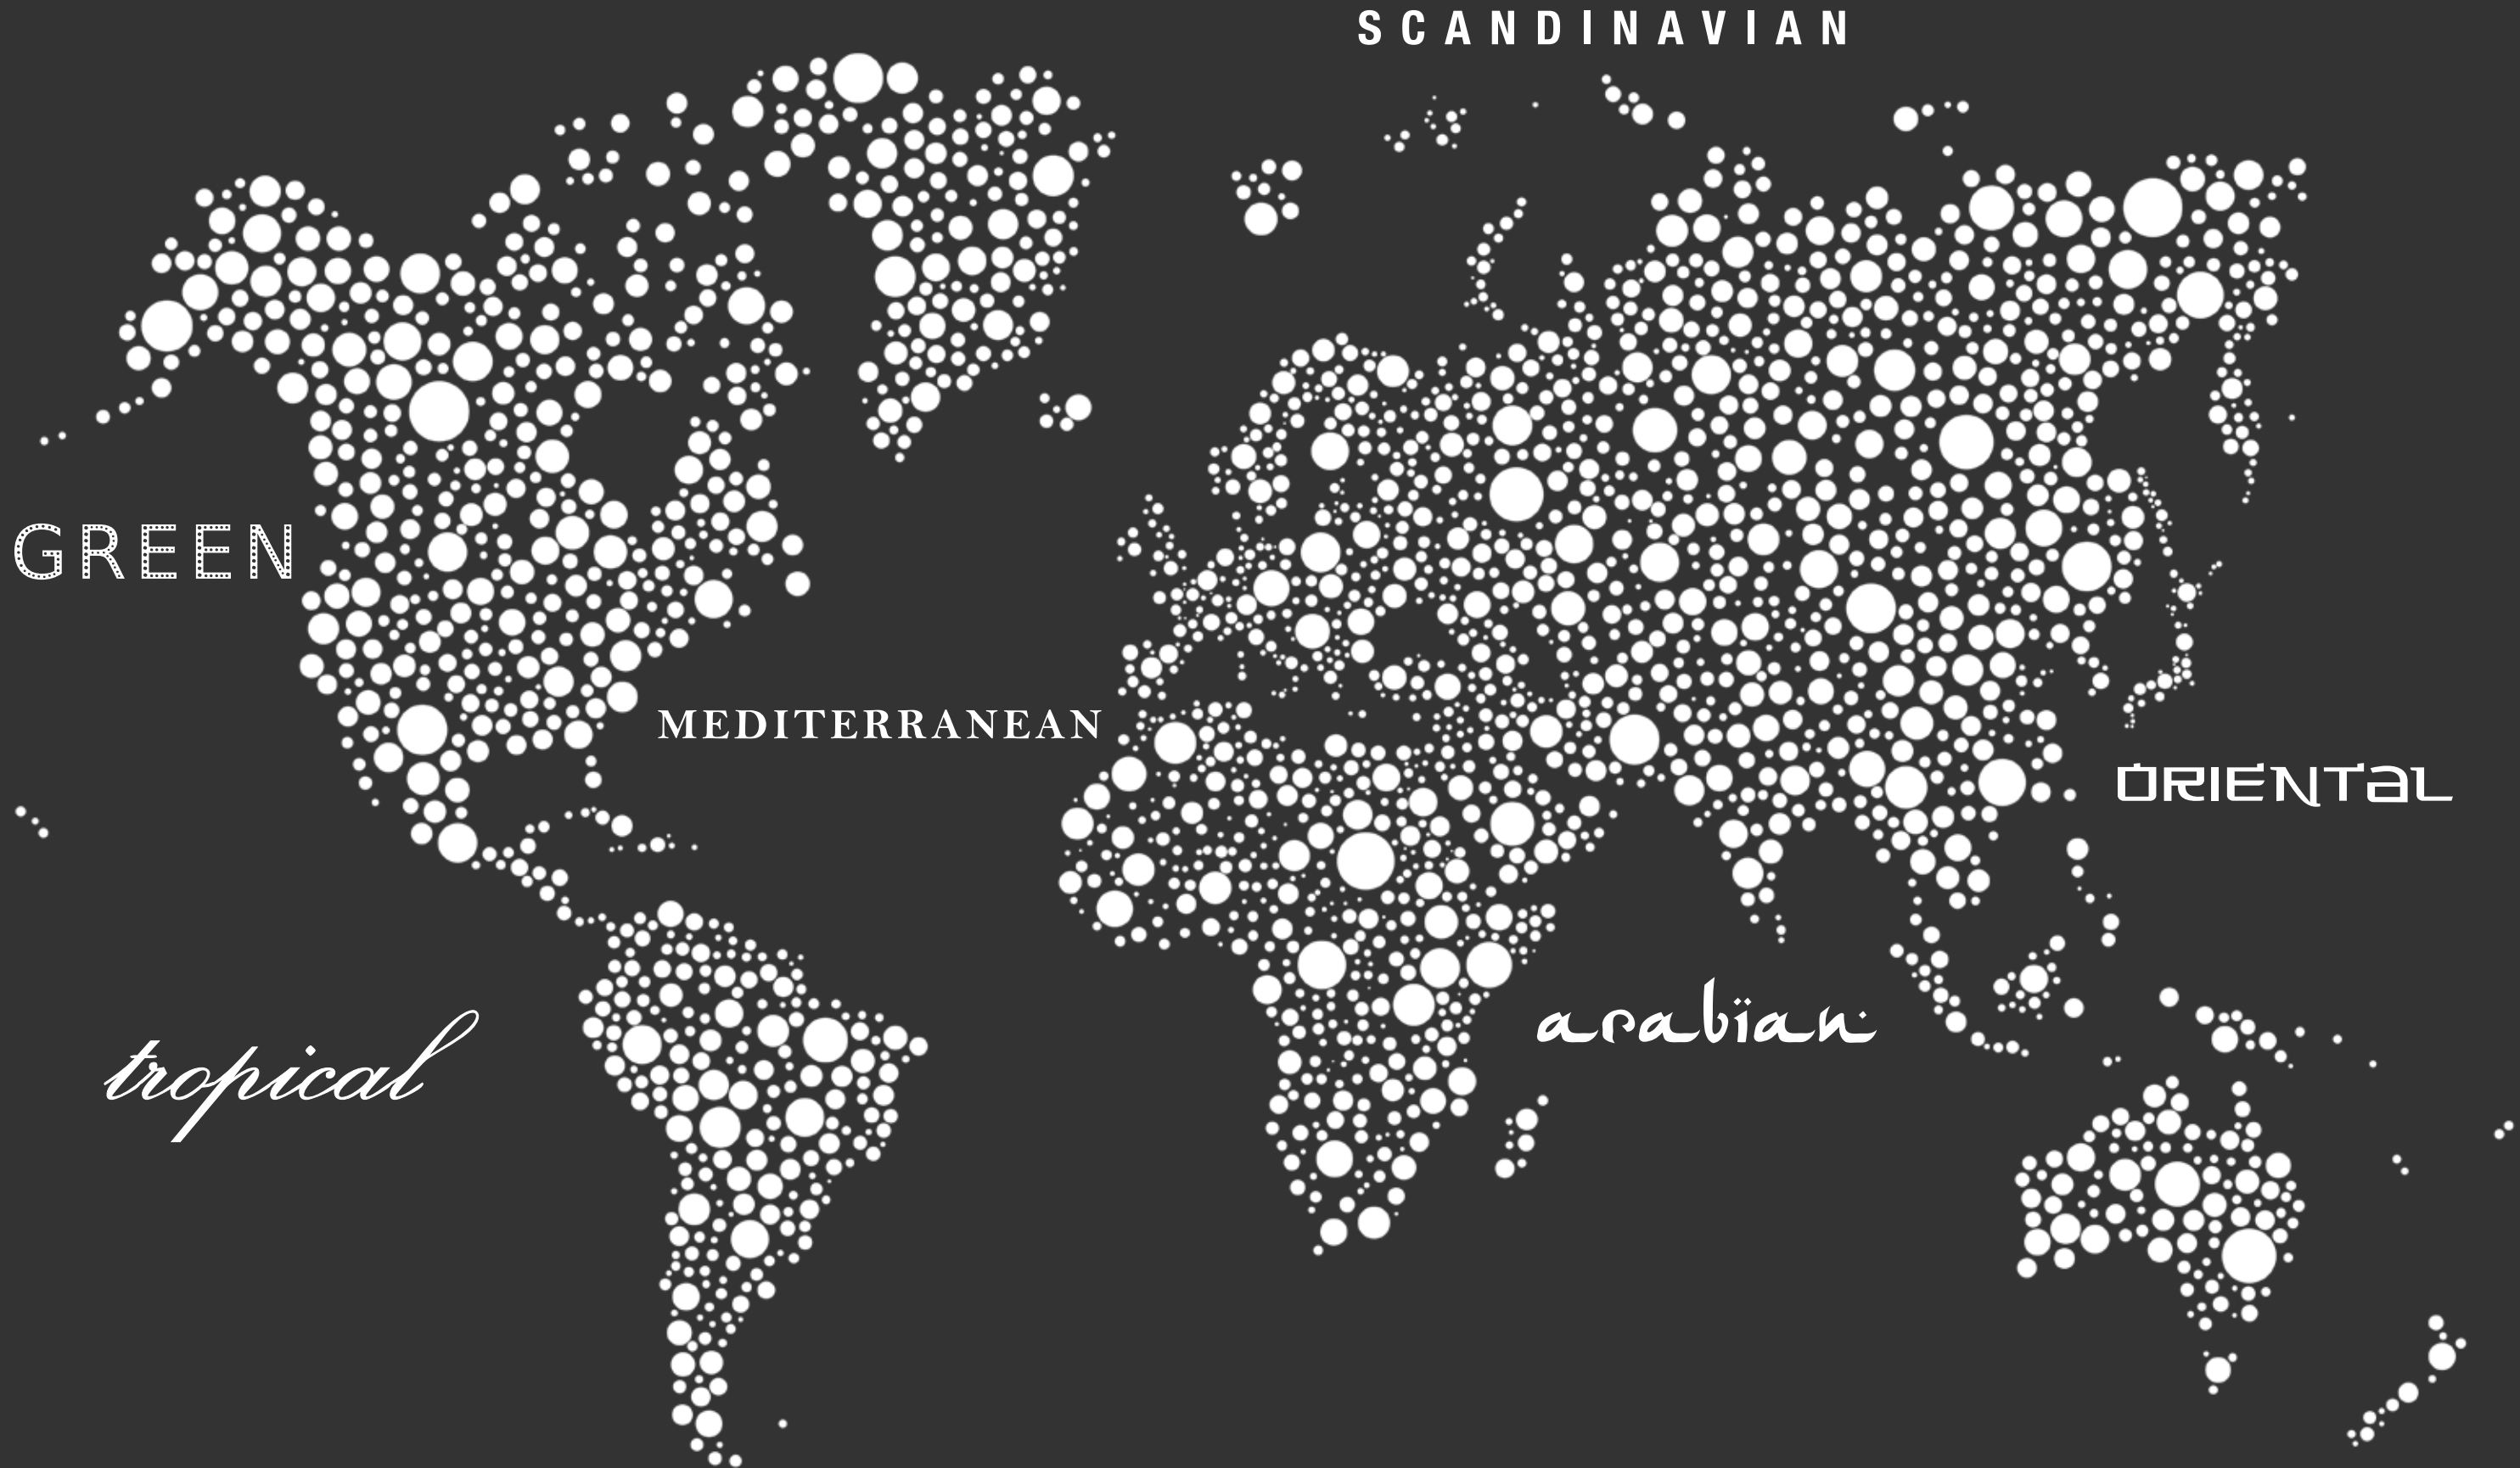 SCANDINAVIAN
GREEN
MEDITERRANEAN
ORIENTAL
arabian
tropical